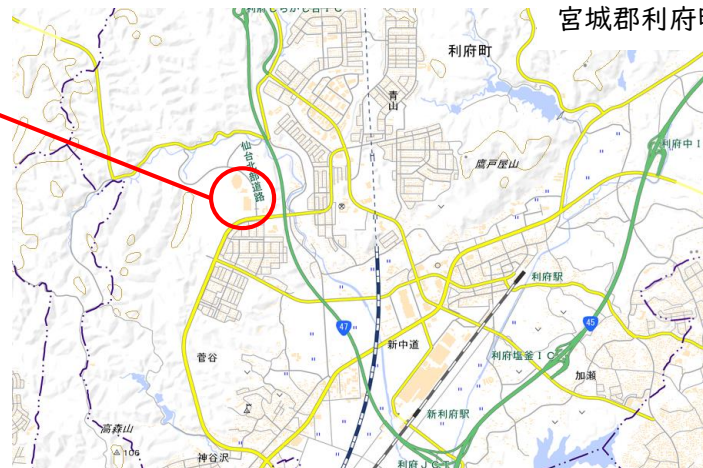 宮城郡利府町
利府しらかし台IC
利府町
青山
利府中I
仙台北部道路
鷹戸屋山
利府駅
45
47
新中道
利府塩釜IC
菅谷
加瀬
新利府駅
高森山
106
神谷沢
利府JCT